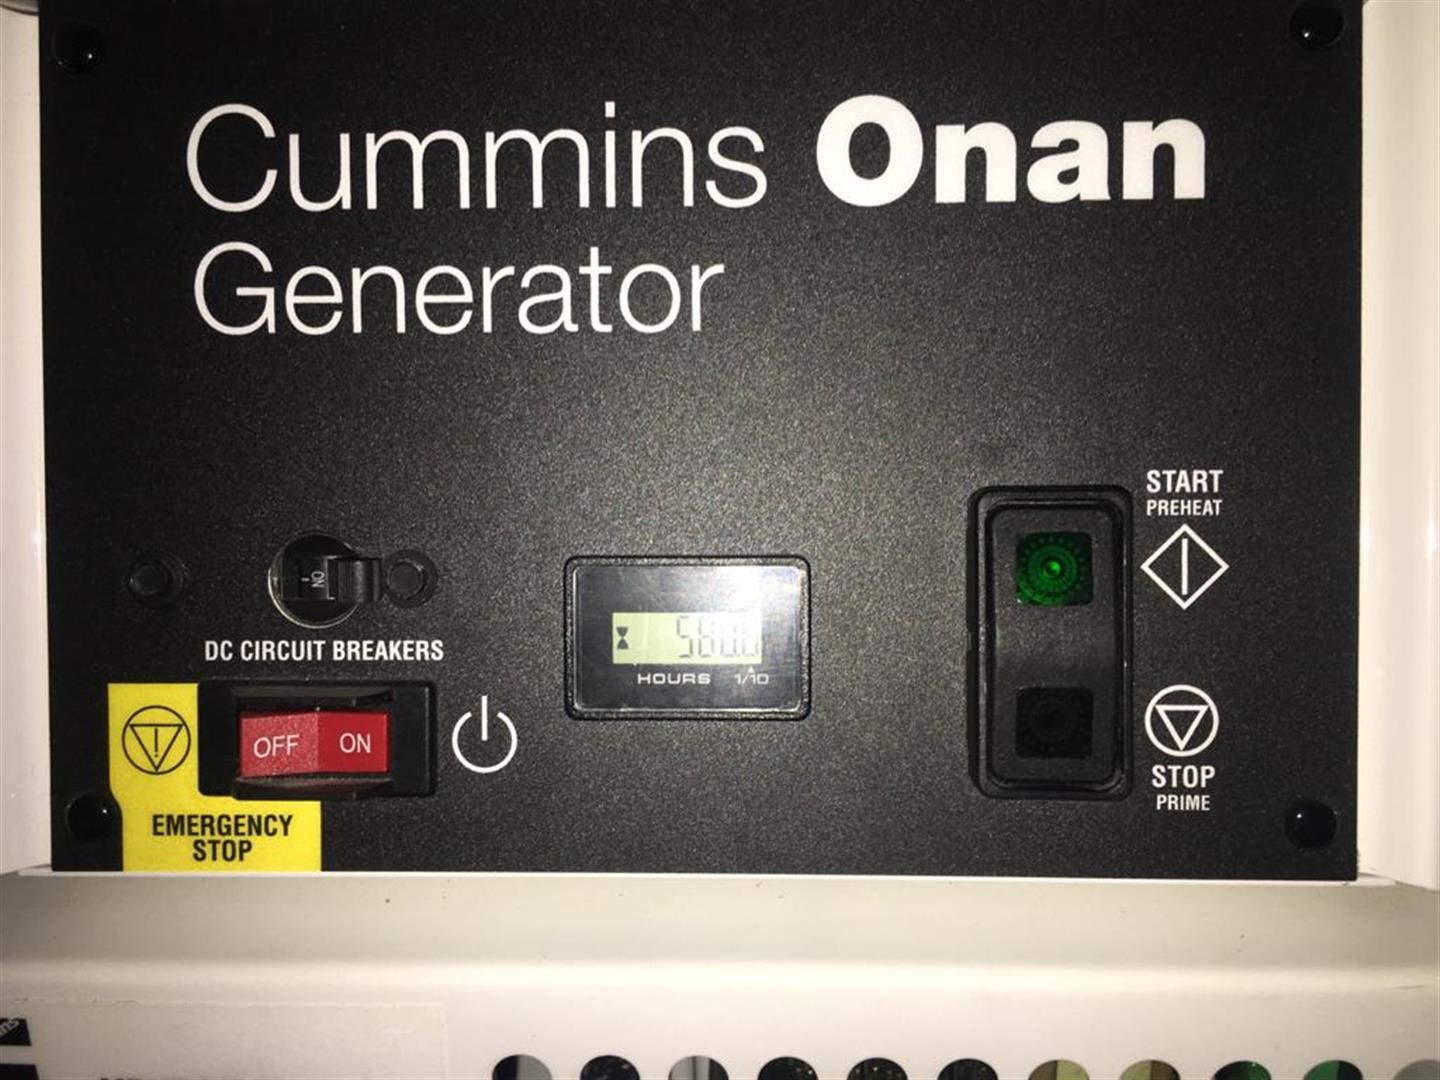 Cummins Onan
Generator
START
PREHEAT
ON
DC CIRCUIT BREAKERS
HOURS 1/10
OFF ON
STOP
PRIME
EMERGENCY
STOP